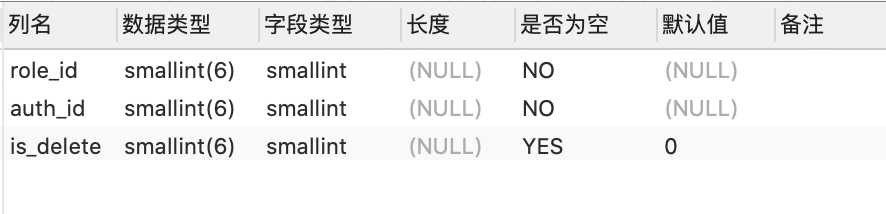 列名 数据类型 字段类型 长度 是否为空 默认值 备注
role_id smallint(6) smallint (NULL) NO (NULL)
auth_id smallint(6) smallint (NULL) NO (NULL)
is_delete smallint(6) smallint (NULL) YES 0